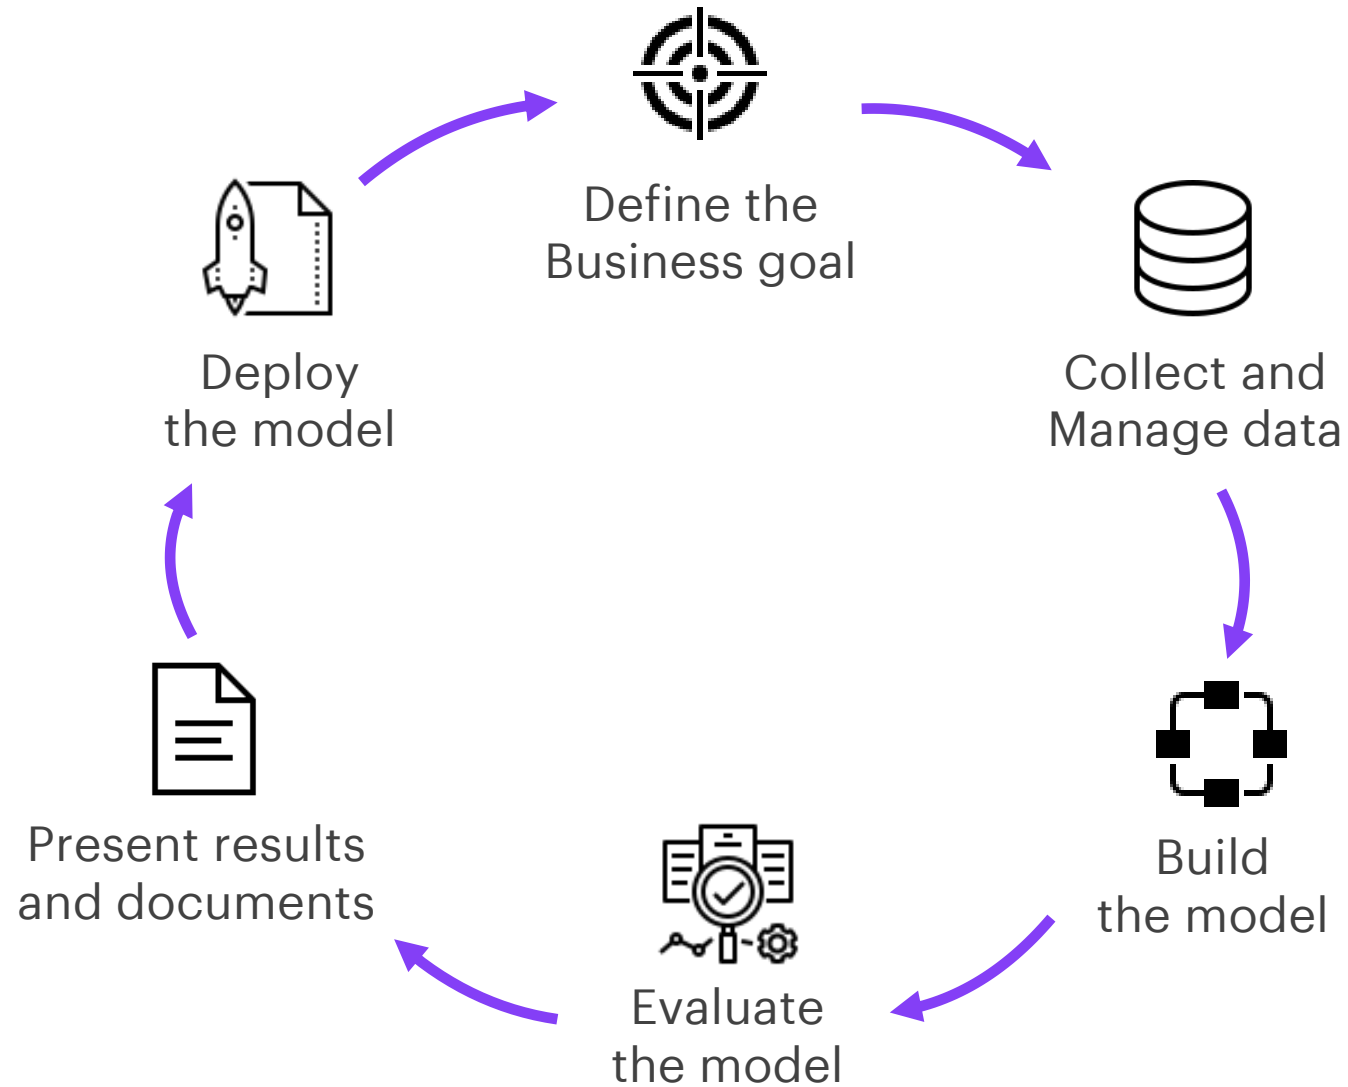 Define the
Business goal
Collect and
Manage data
Build
the model
Evaluate
the model
Present results
and documents
Deploy
the model